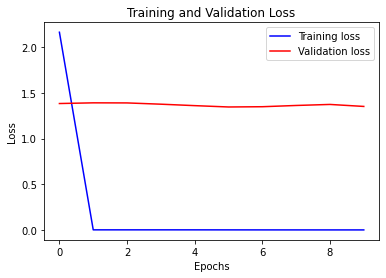 Training and Validation Loss
Training loss
Validation loss
2.0
1.5
1.0
0.5
0.0
Loss
0 2 4 6 8
Epochs